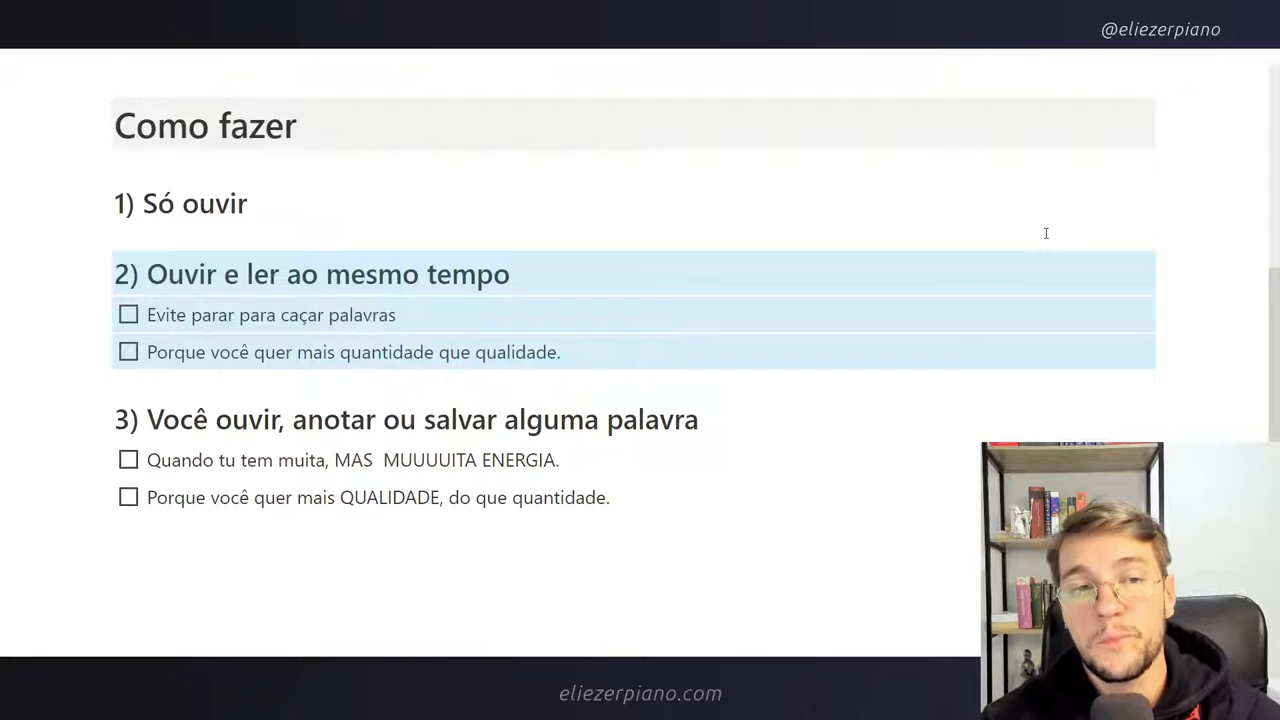 @eliezerpiano
Como fazer
1) Só ouvir
2) Ouvir e ler ao mesmo tempo
Evite parar para caçar palavras
Porque você quer mais quantidade que qualidade.
3) Você ouvir, anotar ou salvar alguma palavra
Quando tu tem muita, MAS  MUUUUITA ENERGIA.
Porque você quer mais QUALIDADE, do que quantidade.
eliezerpiano.com